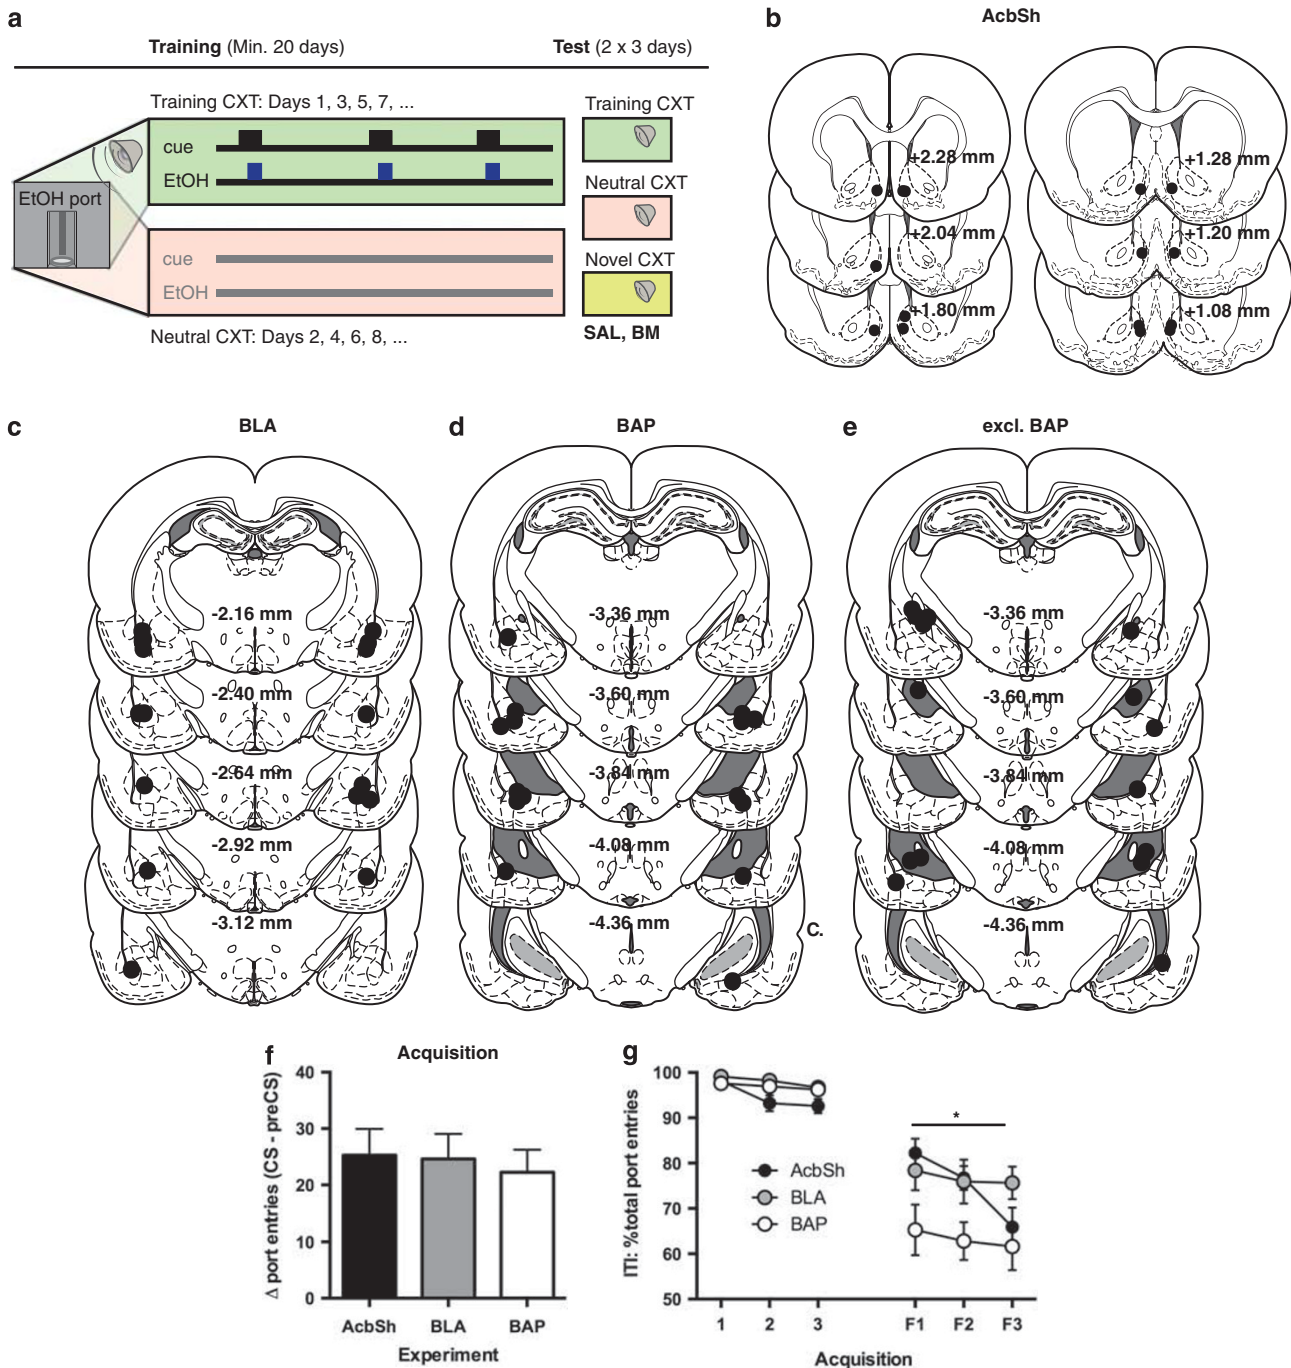 a
Training (Min. 20 days)
Test (2 x 3 days)
Training CXT: Days 1, 3, 5, 7, ...
cue
EtOH
EtOH port
cue
EtOH
Neutral CXT: Days 2, 4, 6, 8, ...
Training CXT
Neutral CXT
Novel CXT
SAL, BM
b
AcbSh
+2.28 mm
+2.04 mm
+1.80 mm
+1.28 mm
+1.20 mm
+1.08 mm
c
BLA
-2.16 mm
-2.40 mm
-2.64 mm
-2.92 mm
-3.12 mm
d
BAP
-3.36 mm
-3.60 mm
-3.84 mm
-4.08 mm
-4.36 mm
C.
e
excl. BAP
-3.36 mm
-3.60 mm
-3.84 mm
-4.08 mm
-4.36 mm
f
Acquisition
Δ port entries (CS - preCS)
40
30
20
10
0
AcbSh BLA BAP
Experiment
g
ITI: %total port entries
100
90
80
70
60
50
*
AcbSh
BLA
BAP
1 2 3 F1 F2 F3
Acquisition